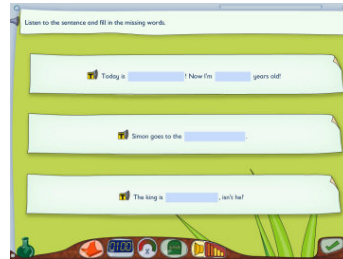 Listen to the sentence and fill in the missing words.
Today is ! Now I'm years old!
Simon goes to the .
The king is , isn't he?
0100